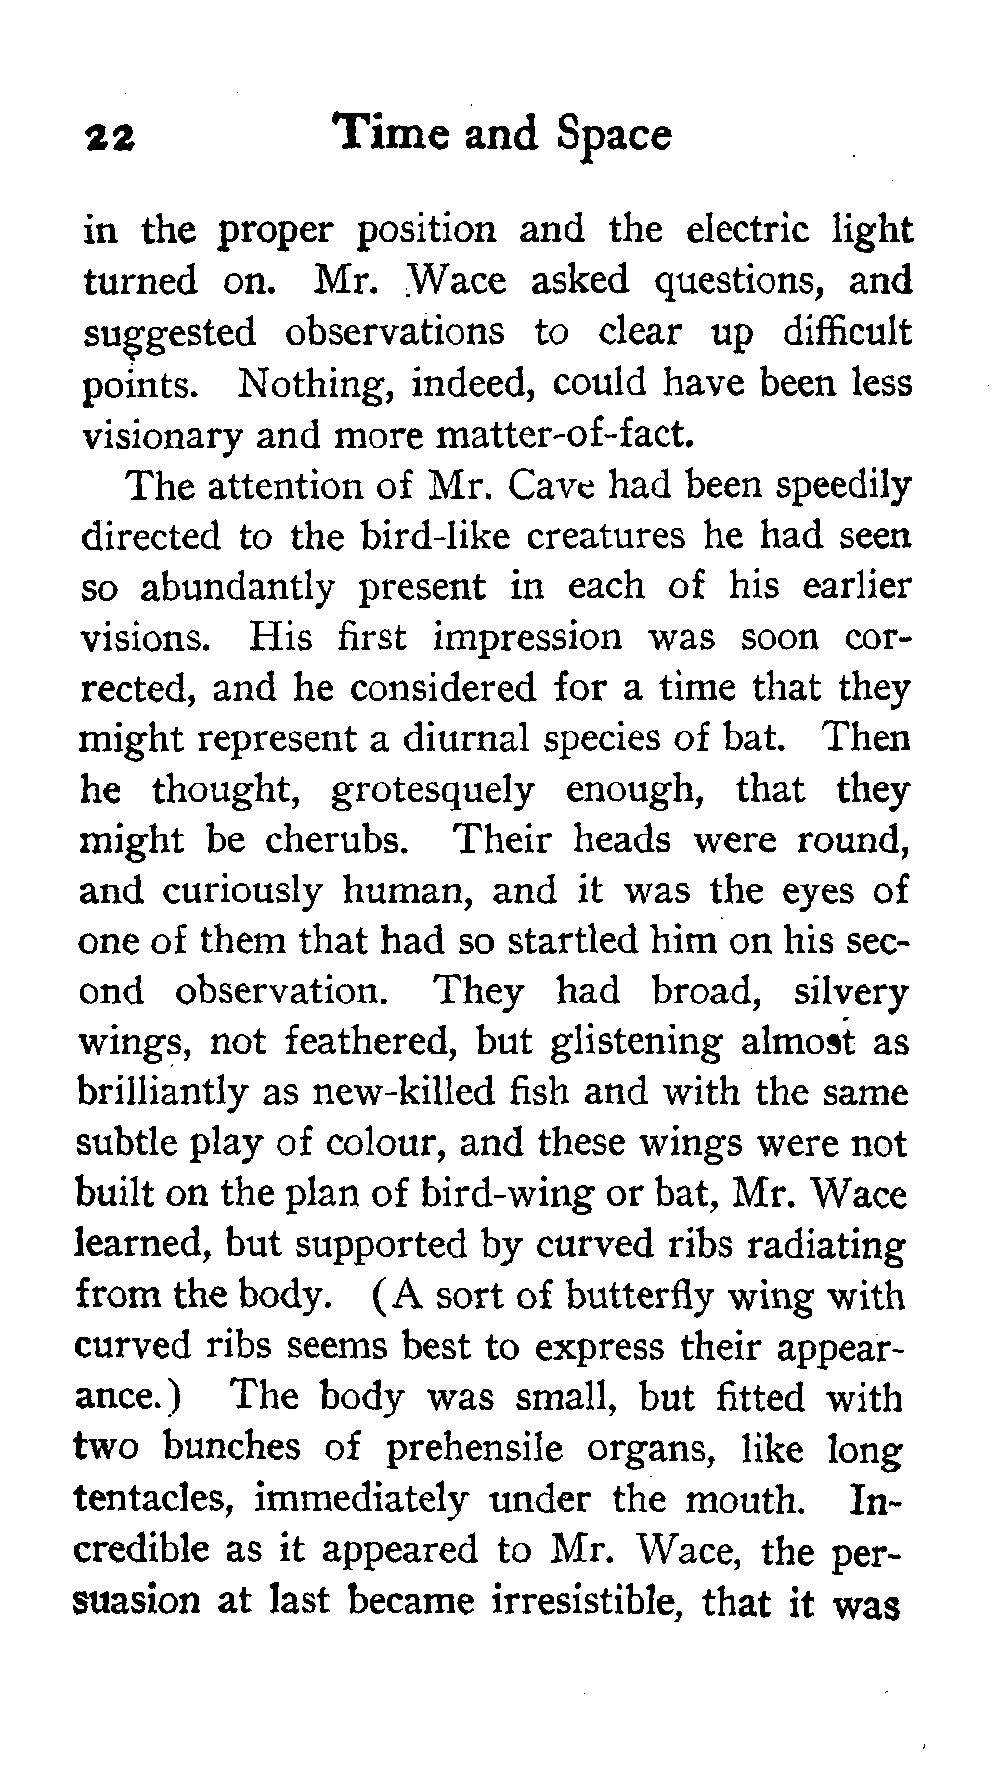 22 Time and Space
in the proper position and the electric light
turned on. Mr. Wace asked questions, and
suggested observations to clear up difficult
points. Nothing, indeed, could have been less
visionary and more matter-of-fact.
The attention of Mr. Cave had been speedily
directed to the bird-like creatures he had seen
so abundantly present in each of his earlier
visions. His first impression was soon cor-
rected, and he considered for a time that they
might represent a diurnal species of bat. Then
he thought, grotesquely enough, that they
might be cherubs. Their heads were round,
and curiously human, and it was the eyes of
one of them that had so startled him on his sec-
ond observation. They had broad, silvery
wings, not feathered, but glistening almost as
brilliantly as new-killed fish and with the same
subtle play of colour, and these wings were not
built on the plan of bird-wing or bat, Mr. Wace
learned, but supported by curved ribs radiating
from the body. (A sort of butterfly wing with
curved ribs seems best to express their appear-
ance.) The body was small, but fitted with
two bunches of prehensile organs, like long
tentacles, immediately under the mouth. In-
credible as it appeared to Mr. Wace, the per-
suasion at last became irresistible, that it was